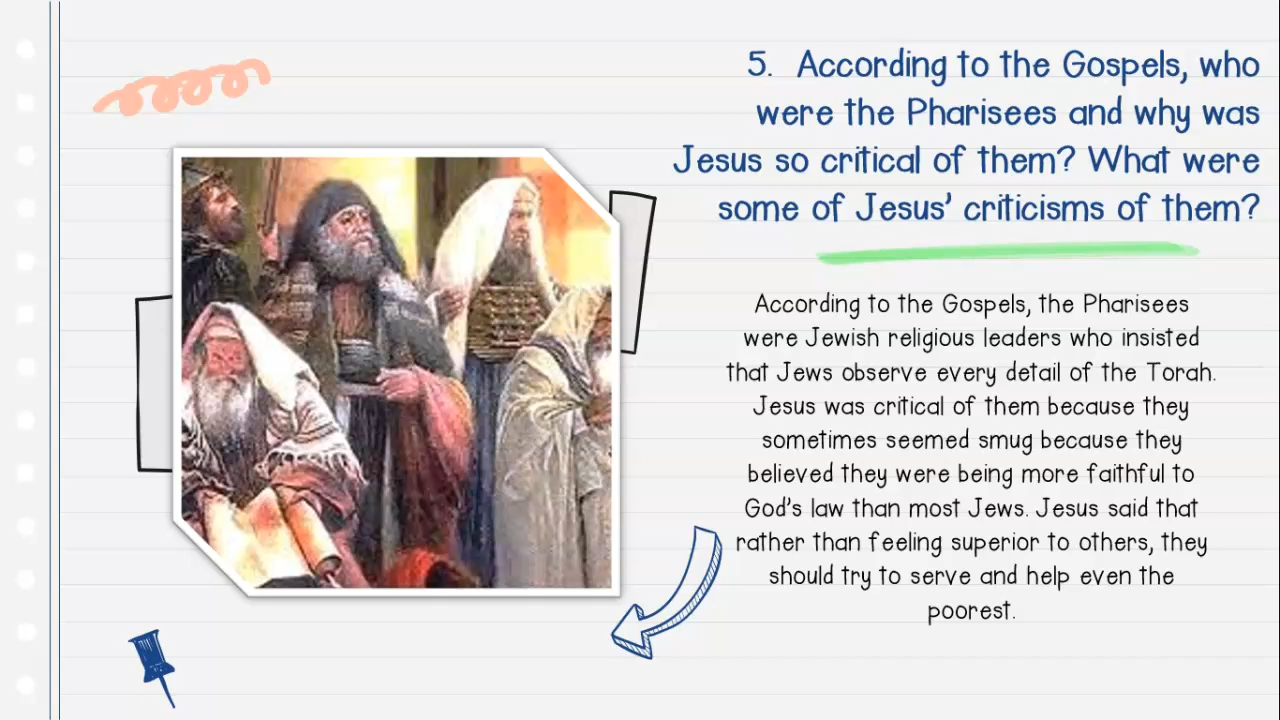 5. According to the Gospels, who
were the Pharisees and why was
Jesus so critical of them? What were
some of Jesus' criticisms of them?
According to the Gospels, the Pharisees
were Jewish religious leaders who insisted
that Jews observe every detail of the Torah.
Jesus was critical of them because they
sometimes seemed smug because they
believed they were being more faithful to
God's law than most Jews. Jesus said that
rather than feeling superior to others, they
should try to serve and help even the
poorest.